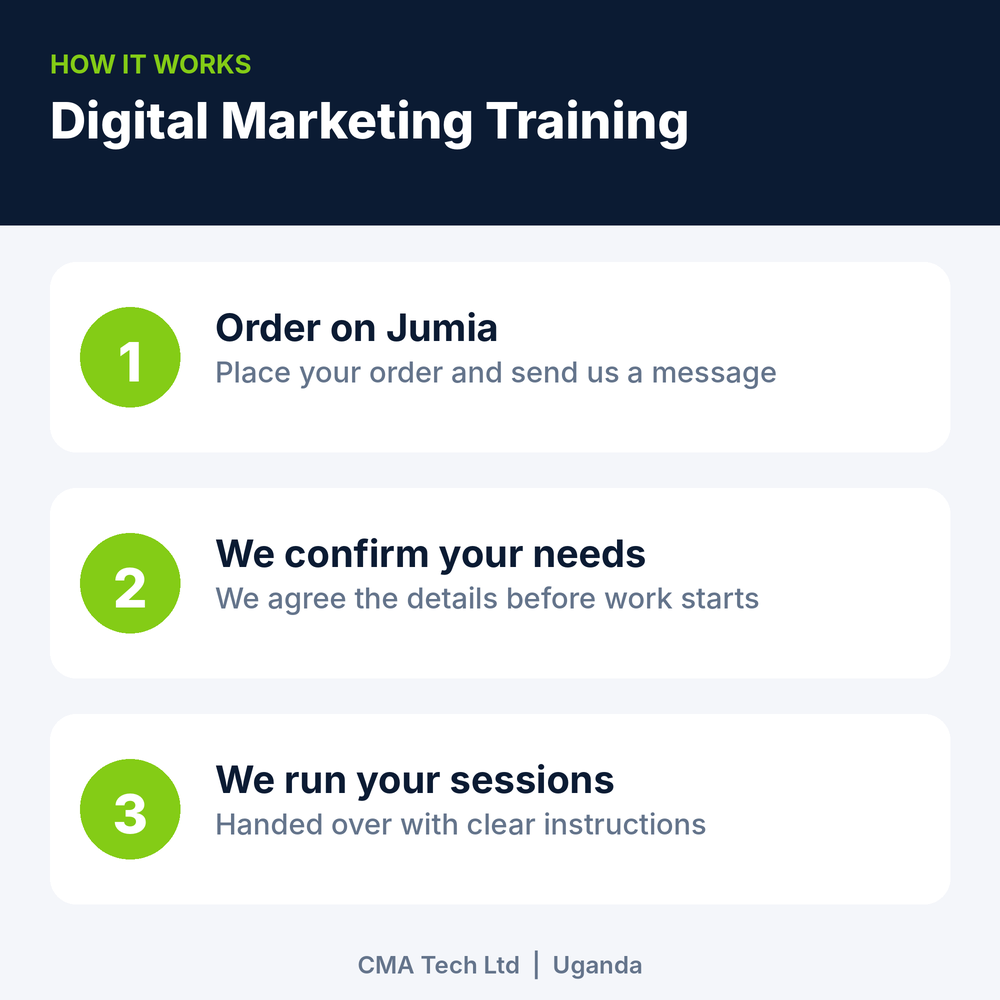 HOW IT WORKS
Digital Marketing Training
1
Order on Jumia
Place your order and send us a message
2
We confirm your needs
We agree the details before work starts
3
We run your sessions
Handed over with clear instructions
CMA Tech Ltd | Uganda